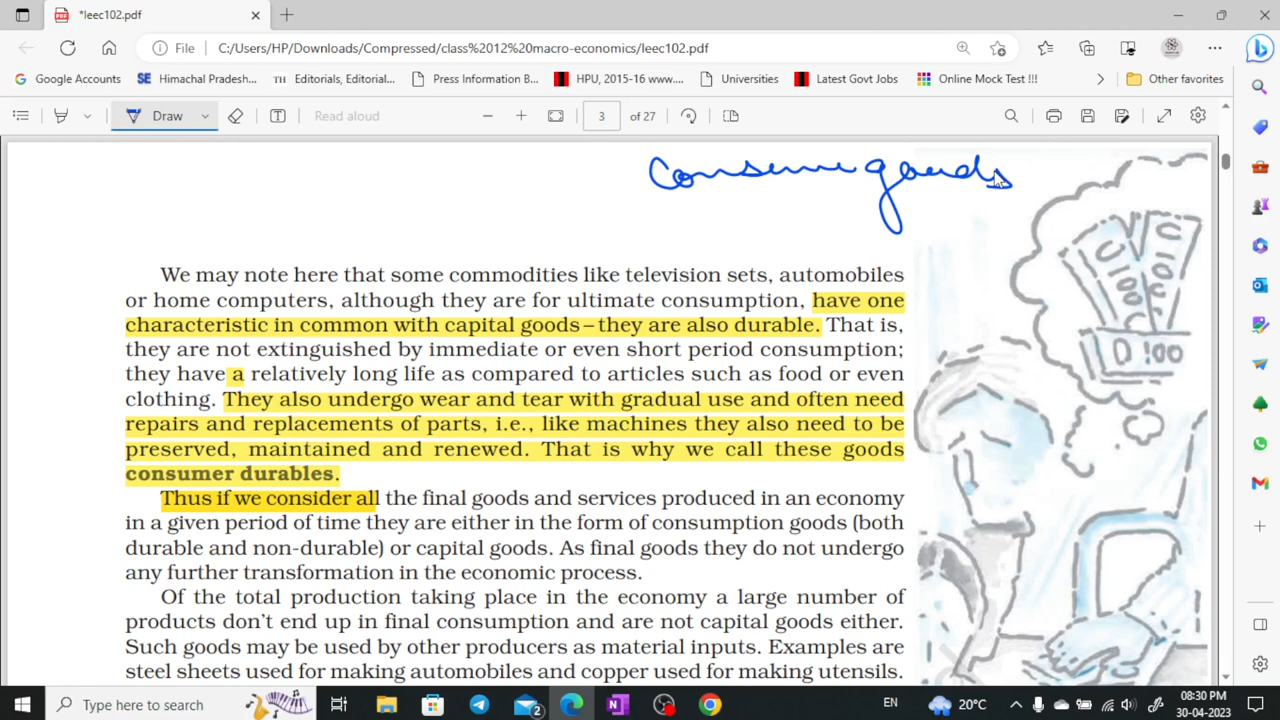 *leec102.pdf
File C:/Users/HP/Downloads/Compressed/class%2012%20macro-economics/leec102.pdf
Google Accounts SE Himachal Pradesh... TH Editorials, Editorial... Press Information B... HPU, 2015-16 www.... Universities Latest Govt Jobs Online Mock Test !!! Other favorites
Draw Read aloud 3 of 27
Consume goods
We may note here that some commodities like television sets, automobiles
or home computers, although they are for ultimate consumption, have one
characteristic in common with capital goods – they are also durable. That is,
they are not extinguished by immediate or even short period consumption;
they have a relatively long life as compared to articles such as food or even
clothing. They also undergo wear and tear with gradual use and often need
repairs and replacements of parts, i.e., like machines they also need to be
preserved, maintained and renewed. That is why we call these goods
consumer durables.
Thus if we consider all the final goods and services produced in an economy
in a given period of time they are either in the form of consumption goods (both
durable and non-durable) or capital goods. As final goods they do not undergo
any further transformation in the economic process.
Of the total production taking place in the economy a large number of
products don't end up in final consumption and are not capital goods either.
Such goods may be used by other producers as material inputs. Examples are
steel sheets used for making automobiles and copper used for making utensils.
Type here to search 2 EN 20°C 08:30 PM
30-04-2023